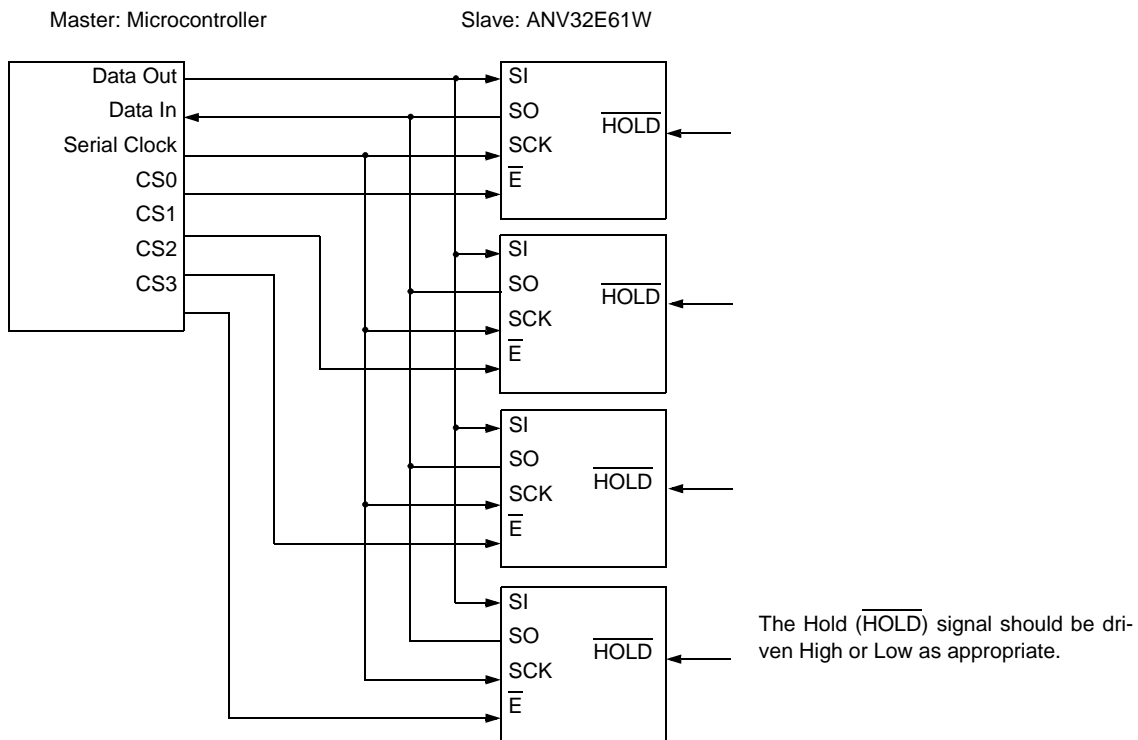 Master: Microcontroller
Slave: ANV32E61W
Data Out
Data In
Serial Clock
CS0
CS1
CS2
CS3
SI
SO
HOLD
SCK
E
SI
SO
HOLD
SCK
E
SI
SO
HOLD
SCK
E
SI
SO
HOLD
SCK
E
The Hold (HOLD) signal should be dri-
ven High or Low as appropriate.